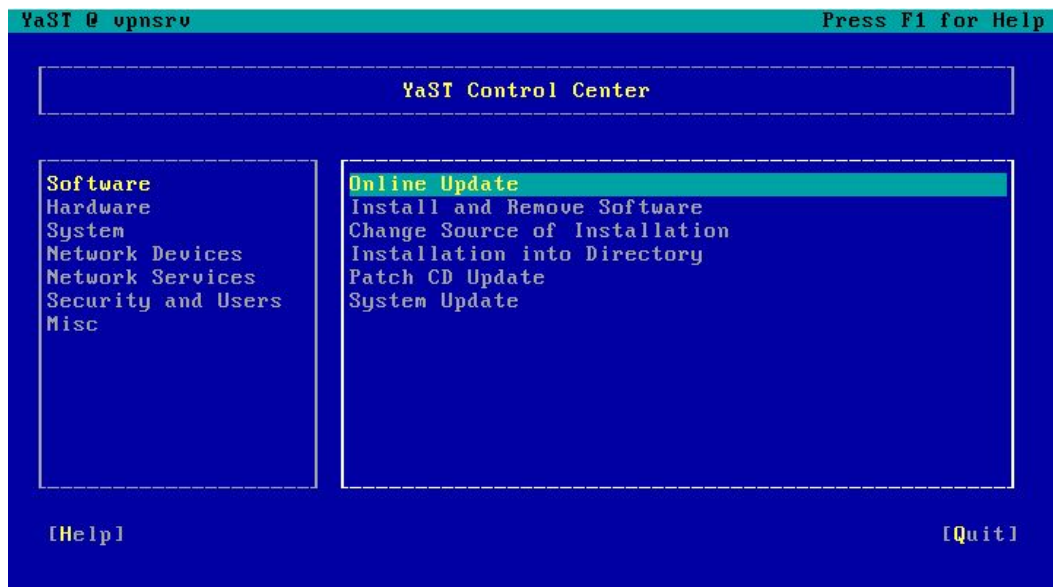 YaST @ vpnsrv Press F1 for Help
YaST Control Center
Software
Hardware
System
Network Devices
Network Services
Security and Users
Misc
Online Update
Install and Remove Software
Change Source of Installation
Installation into Directory
Patch CD Update
System Update
[Help] [Quit]